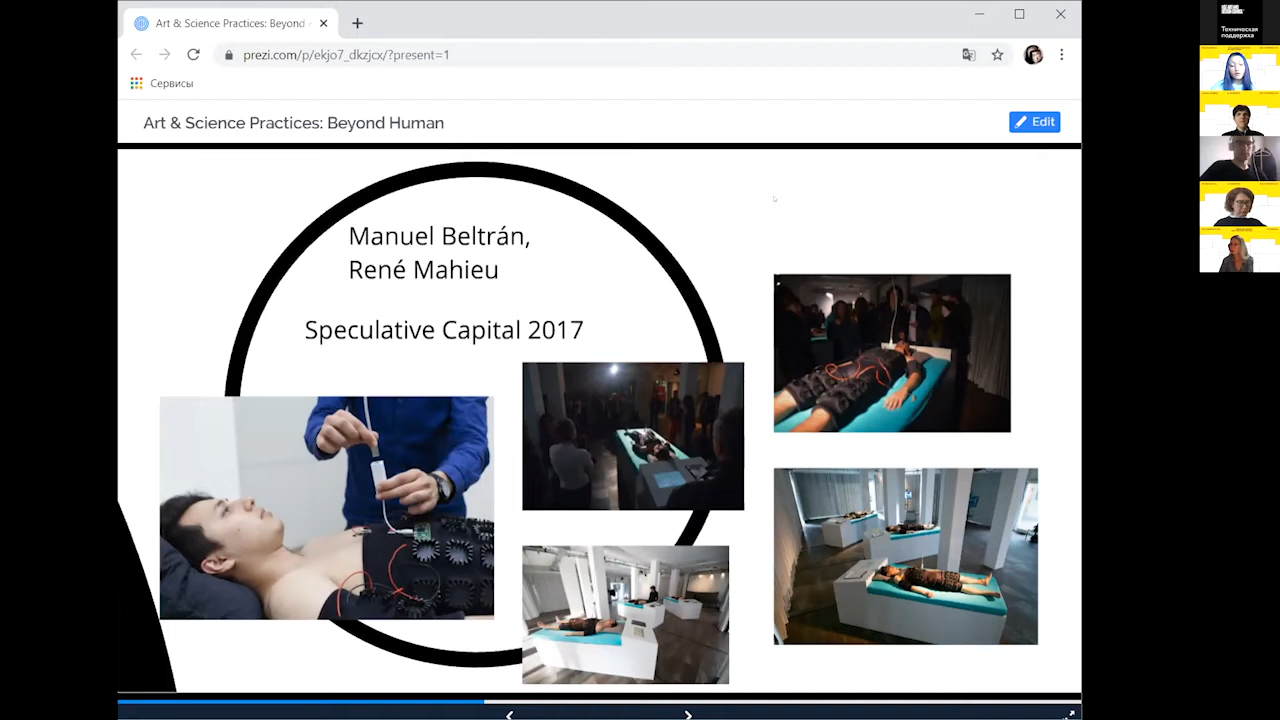 Art & Science Practices: Beyond
prezi.com/p/ekjo7_dkzjcx/?present=1
Сервисы
Art & Science Practices: Beyond Human
Edit
Manuel Beltrán,
René Mahieu
Speculative Capital 2017
Техническая
поддержка